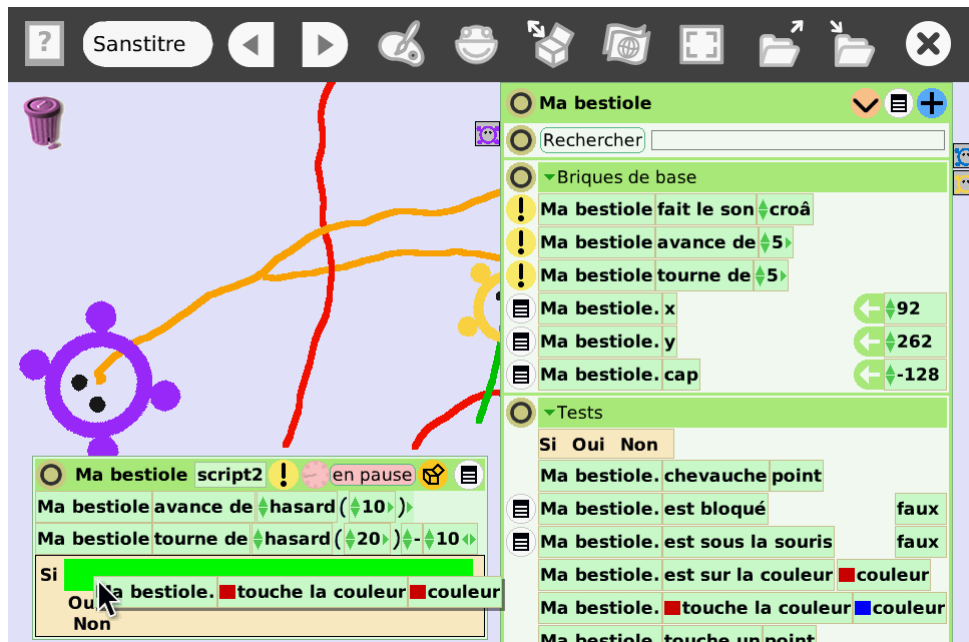 ?
Sanstitre
Ma bestiole
Rechercher
Briques de base
! Ma bestiole fait le son croâ
! Ma bestiole avance de 5
! Ma bestiole tourne de 5
Ma bestiole. x 92
Ma bestiole. y 262
Ma bestiole. cap -128
Tests
Si Oui Non
Ma bestiole. chevauche point
Ma bestiole. est bloqué faux
Ma bestiole. est sous la souris faux
Ma bestiole. est sur la couleur couleur
Ma bestiole. touche la couleur couleur
Ma bestiole. touche un point
Ma bestiole script2 ! en pause
Ma bestiole avance de hasard ( 10 )
Ma bestiole tourne de hasard ( 20 ) - 10
Si
bestiole. touche la couleur couleur
Non